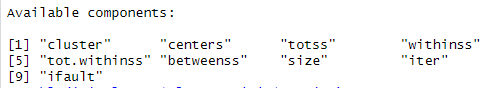 Available components:
[1] "cluster" "centers" "totss" "withinss"
[5] "tot.withinss" "betweenss" "size" "iter"
[9] "ifault"